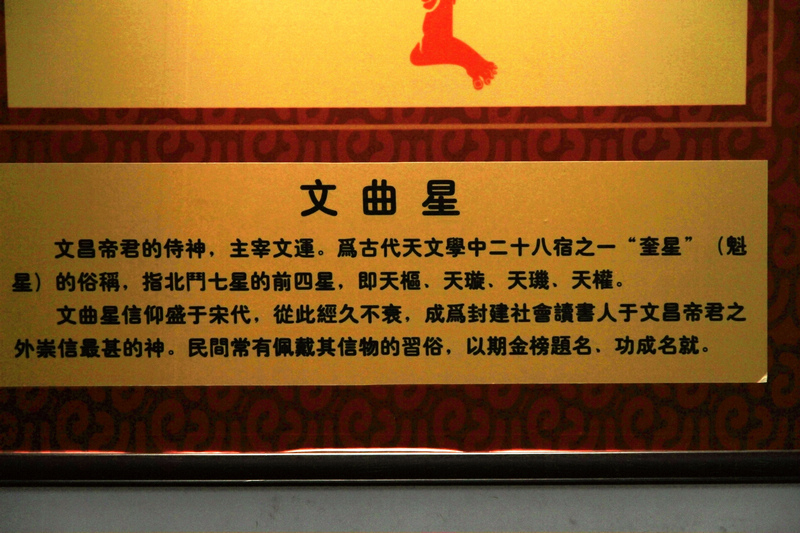 文曲星
文昌帝君的侍神，主宰文運。爲古代天文學中二十八宿之一“奎星”（魁
星）的俗稱，指北鬥七星的前四星，即天樞、天璇、天璣、天權。
文曲星信仰盛于宋代，從此經久不衰，成爲封建社會讀書人于文昌帝君之
外崇信最甚的神。民間常有佩戴其信物的習俗，以期金榜題名、功成名就。